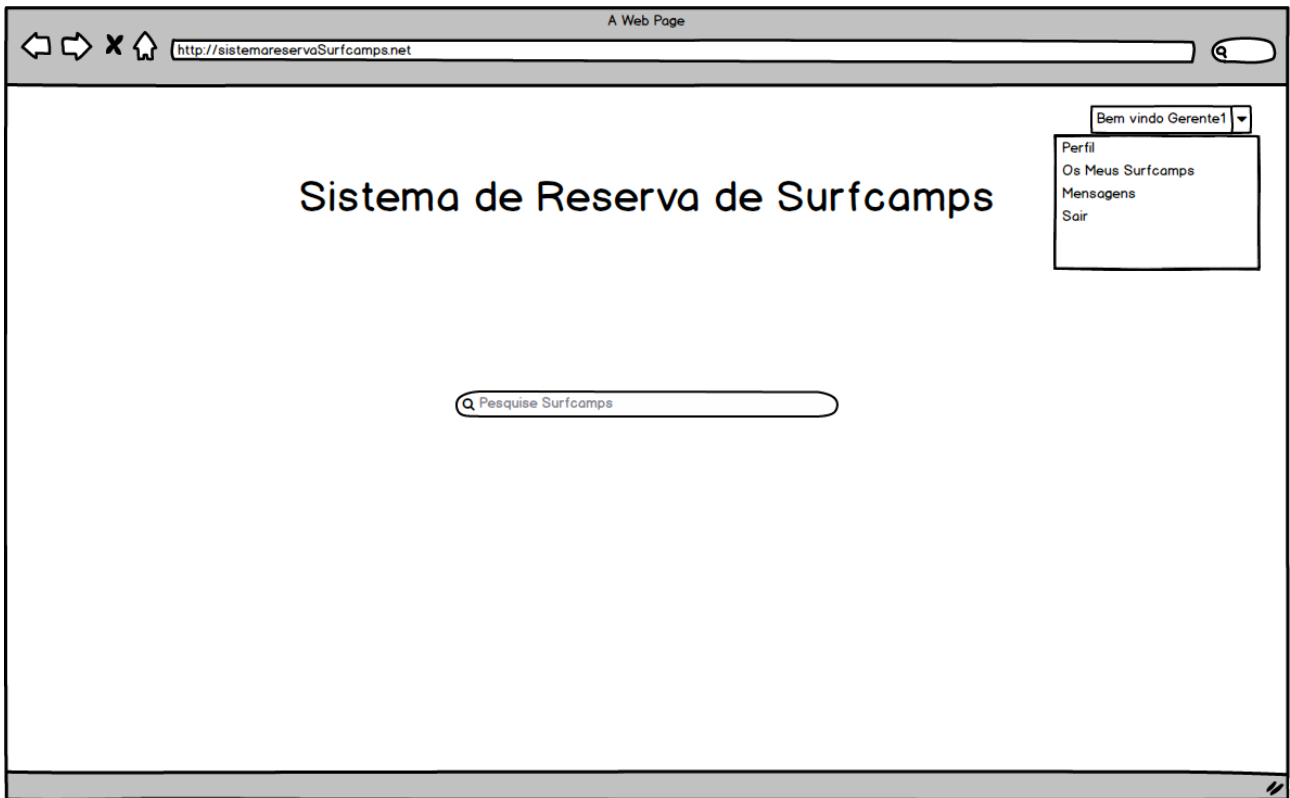 A Web Page
http://sistemareservaSurfcamps.net
Bem vindo Gerente1
Perfil
Os Meus Surfcamps
Mensagens
Sair
Sistema de Reserva de Surfcamps
Pesquise Surfcamps